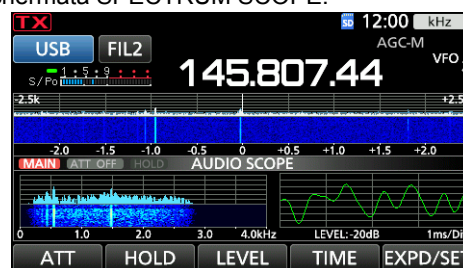 chermata SPECTRUM SCOPE.
TX SD 12:00 kHz
USB FIL2 AGC-M
VFO
S/Po 1 5 9
145.807.44
-2.5k +2.5
-2.0 -1.5 -1.0 -0.5 0 +0.5 +1.0 +1.5 +2.0
MAIN ATT OFF HOLD AUDIO SCOPE
0 1.0 2.0 3.0 4.0kHz LEVEL:-20dB 1ms/Di
ATT HOLD LEVEL TIME EXPD/SE